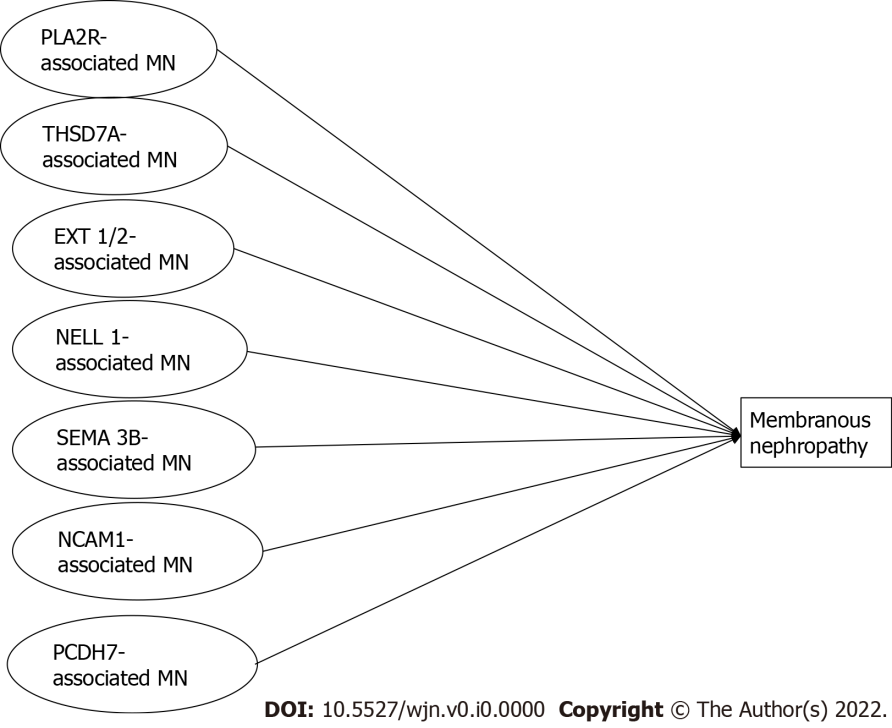 PLA2R-
associated MN
THSD7A-
associated MN
EXT 1/2-
associated MN
NELL 1-
associated MN
SEMA 3B-
associated MN
NCAM1-
associated MN
PCDH7-
associated MN
Membranous
nephropathy
DOI: 10.5527/wjn.v0.i0.0000 Copyright © The Author(s) 2022.